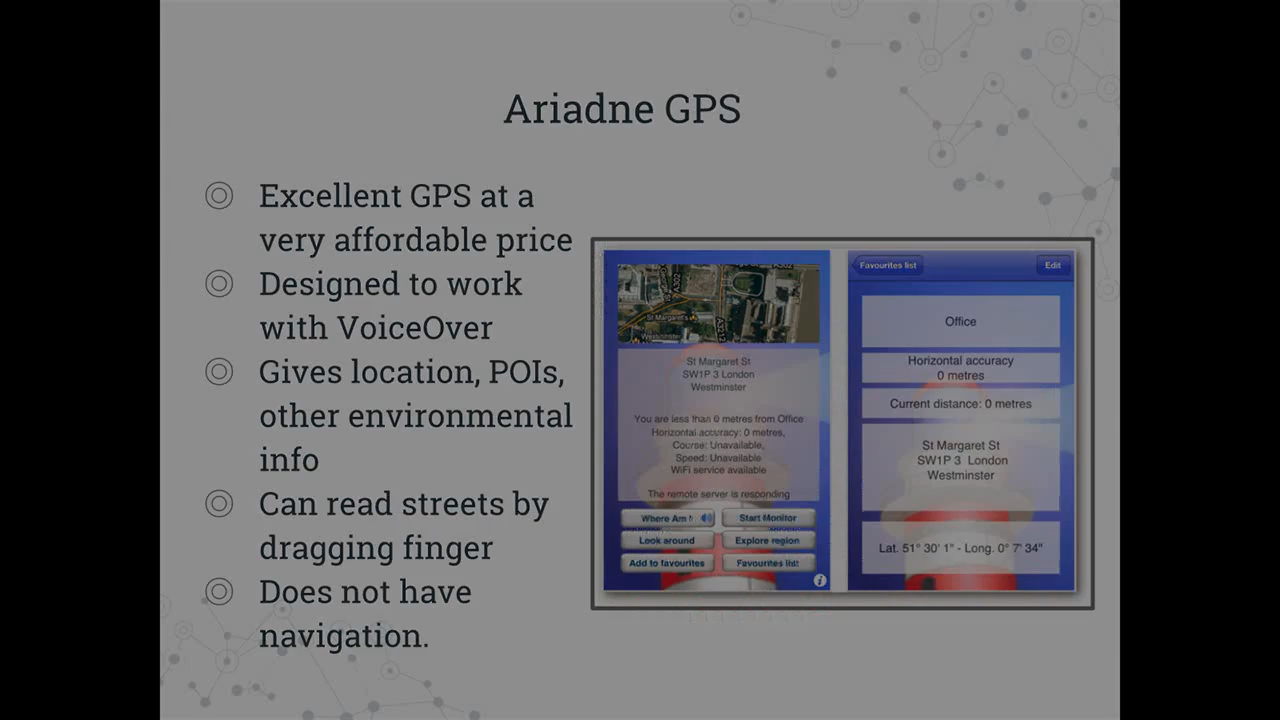 Ariadne GPS
Excellent GPS at a
very affordable price
Designed to work
with VoiceOver
Gives location, POIs,
other environmental
info
Can read streets by
dragging finger
Does not have
navigation.
A302
St Margaret's
Westminster
A3212
St Margaret St
SW1P 3 London
Westminster
You are less than 0 metres from Office
Horizontal accuracy: 0 metres,
Course: Unavailable,
Speed: Unavailable
WiFi service available
The remote server is responding
Where Am I
Start Monitor
Look around
Explore region
Add to favourites
Favourites list
Favourites list
Edit
Office
Horizontal accuracy
0 metres
Current distance: 0 metres
St Margaret St
SW1P 3 London
Westminster
Lat. 51° 30' 1" - Long. 0° 7' 34"